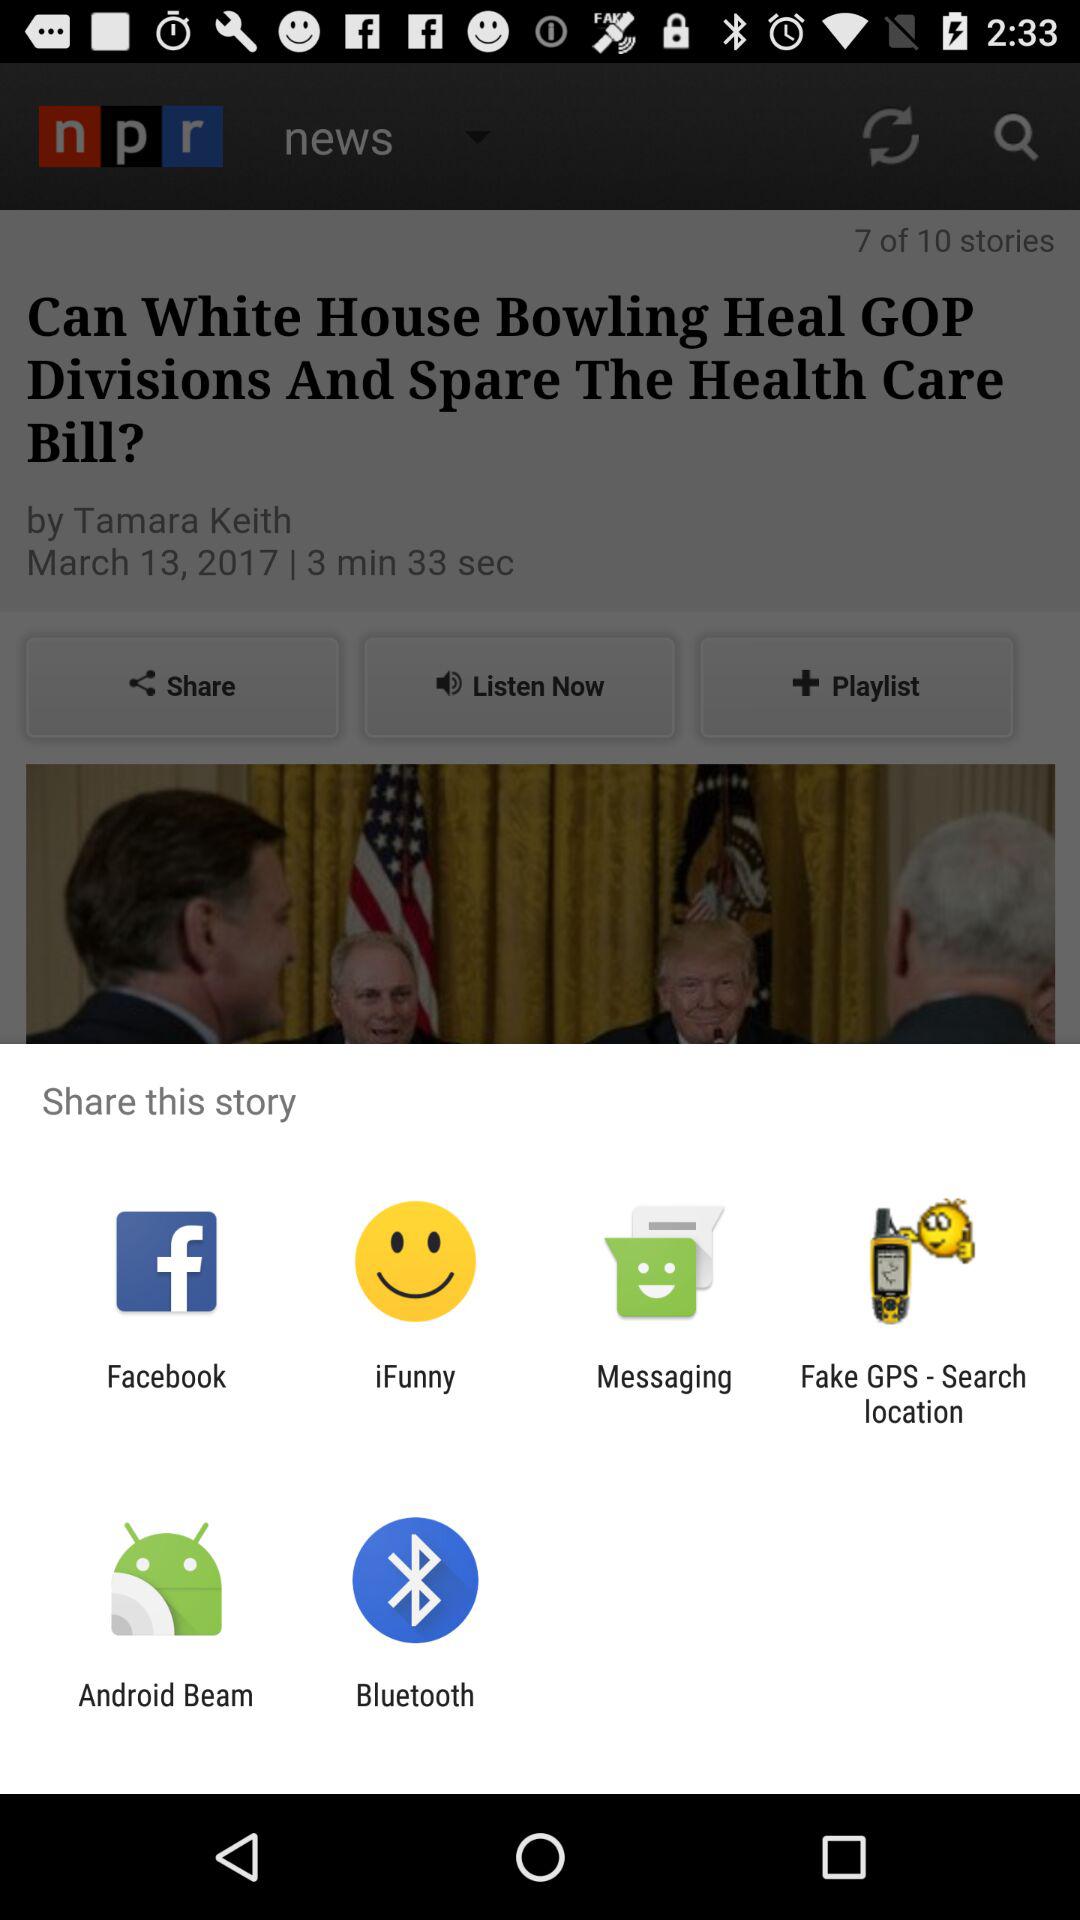 FAKE
2:33
npr news
7 of 10 stories
Can White House Bowling Heal GOP
Divisions And Spare The Health Care
Bill?
by Tamara Keith
March 13, 2017 | 3 min 33 sec
Share Listen Now Playlist
Share this story
Facebook iFunny Messaging Fake GPS - Search
location
Android Beam Bluetooth